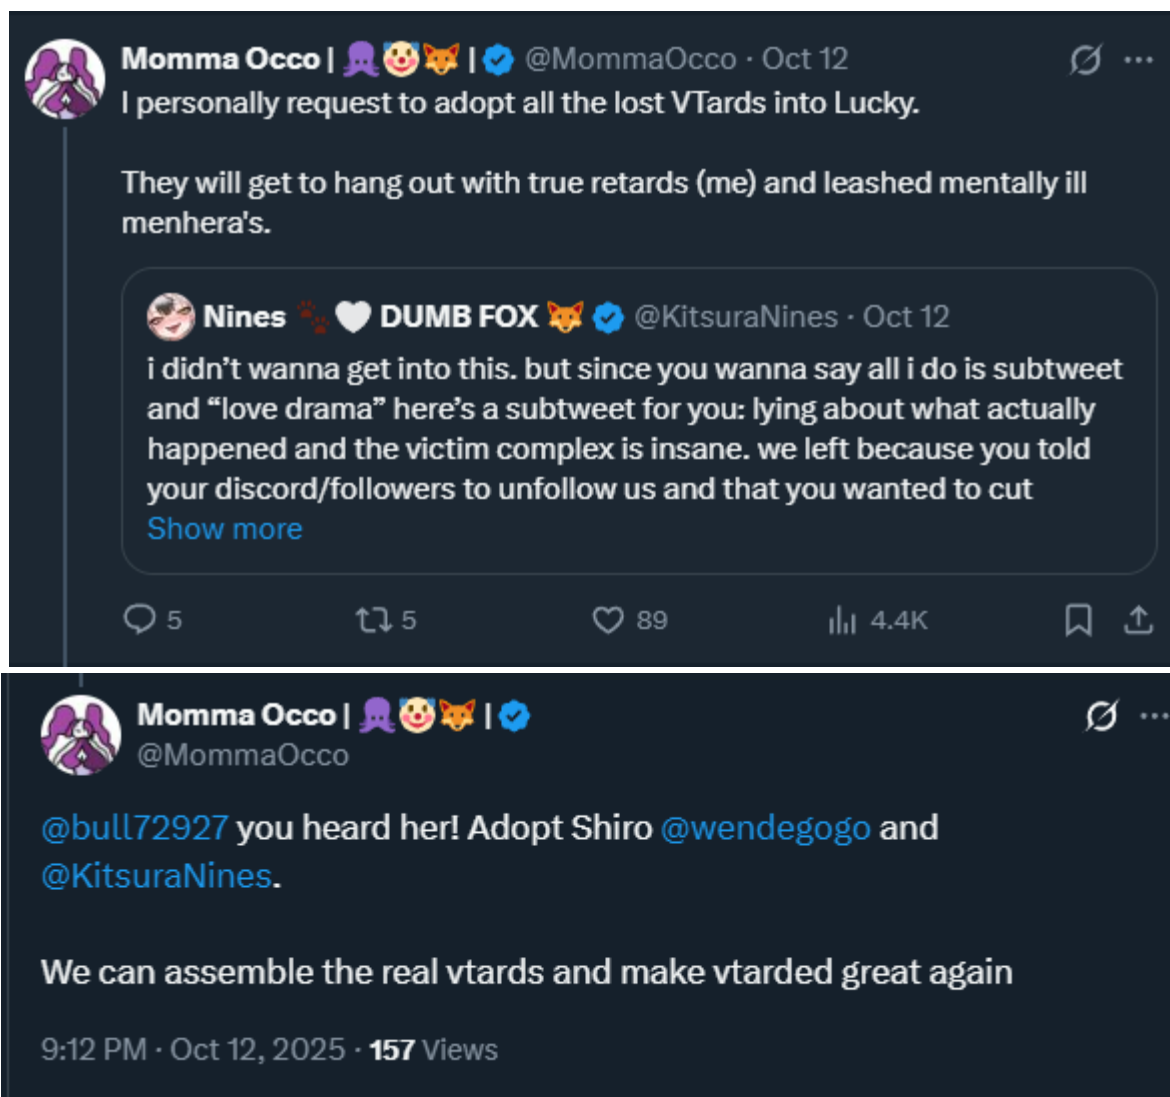 Momma Occo | 🐙🤡🦊 | @MommaOcco · Oct 12
I personally request to adopt all the lost VTards into Lucky.
They will get to hang out with true retards (me) and leashed mentally ill
menhera's.
Nines 🐾🤍 DUMB FOX 🦊 @KitsuraNines · Oct 12
i didn’t wanna get into this. but since you wanna say all i do is subtweet
and “love drama” here’s a subtweet for you: lying about what actually
happened and the victim complex is insane. we left because you told
your discord/followers to unfollow us and that you wanted to cut
Show more
5 5 89 4.4K
Momma Occo | 🐙🤡🦊 |
@MommaOcco
@bull72927 you heard her! Adopt Shiro @wendegogo and
@KitsuraNines.
We can assemble the real vtards and make vtarded great again
9:12 PM · Oct 12, 2025 · 157 Views